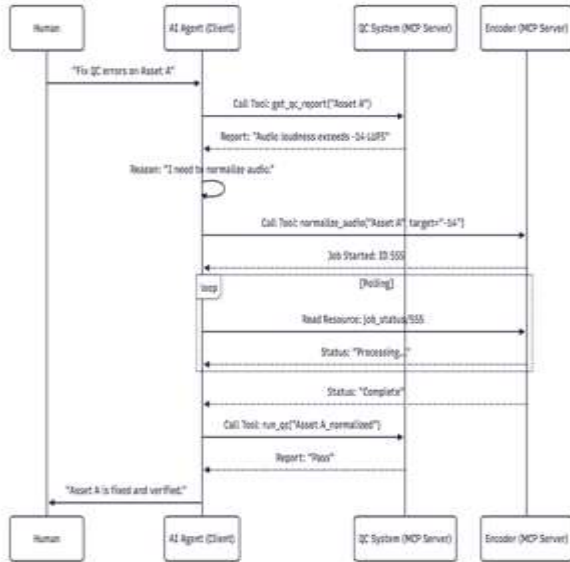 Human
AI Agent (Client)
QC System (MCP Server)
Encoder (MCP Server)
"Fix QC errors on Asset A"
Call Tool: get_qc_report("Asset A")
Report: "Audio loudness exceeds -14 LUFS"
Reason: "I need to normalize audio."
Call Tool: normalize_audio("Asset A", target="-14")
Job Started: ID 555
loop
[Polling]
Read Resource: job_status/555
Status: "Processing..."
Status: "Complete"
Call Tool: run_qc("Asset A_normalized")
Report: "Pass"
"Asset A is fixed and verified."
Human
AI Agent (Client)
QC System (MCP Server)
Encoder (MCP Server)